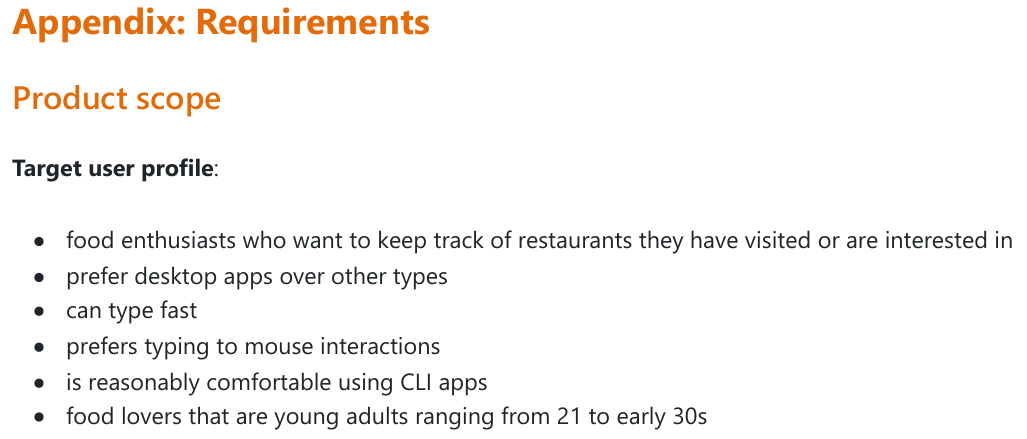 Appendix: Requirements
Product scope
Target user profile:
● food enthusiasts who want to keep track of restaurants they have visited or are interested in
● prefer desktop apps over other types
● can type fast
● prefers typing to mouse interactions
● is reasonably comfortable using CLI apps
● food lovers that are young adults ranging from 21 to early 30s